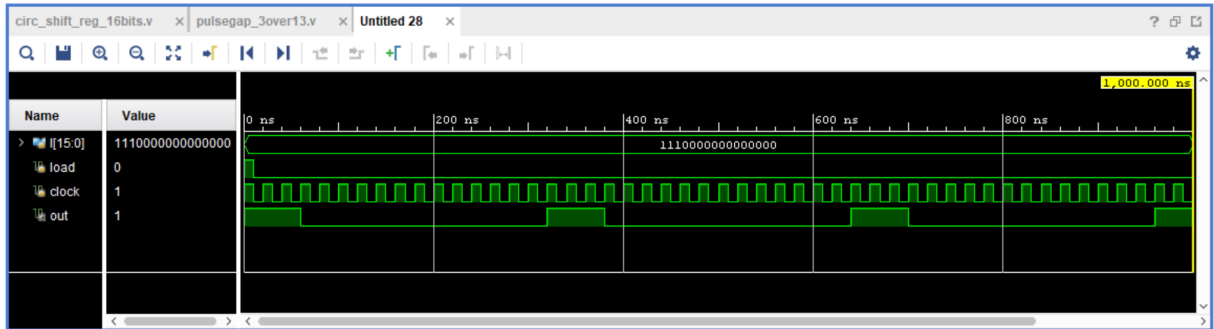 circ_shift_reg_16bits.v × pulsegap_3over13.v × Untitled 28 × ? 
1,000.000 ns
Name Value 0 ns 200 ns 400 ns 600 ns 800 ns
> I[15:0] 1110000000000000 1110000000000000
load 0
clock 1
out 1